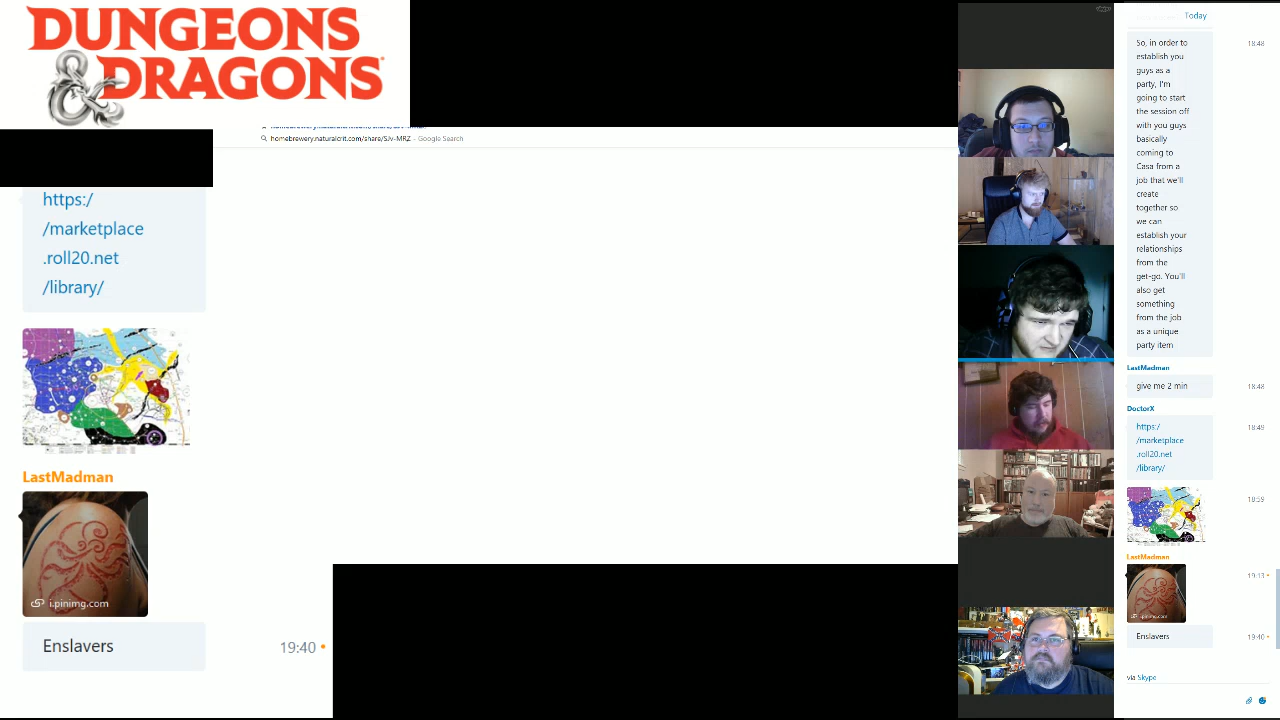 DUNGEONS
& DRAGONS
homebrewery.naturalcrit.com/share/SJv-MRZ - Google Search
https:/
/marketplace
.roll20.net
/library/
LastMadman
i.pinimg.com
Enslavers
19:40
Today
So, in order to
establish you
guys as a
party, I'm
going to start
the session off
with you guys
basically
coming to
Casa from a
job that we'll
create
together so
we can
establish your
relationships
from the
get-go. You'll
also get
something
from the job
as a unique
party item
18:48
LastMadman
give me 2 min
18:48
DoctorX
https:/
/marketplace
.roll20.net
/library/
18:49
18:59
LastMadman
i.pinimg.com
19:13
Enslavers
19:40
via Skype